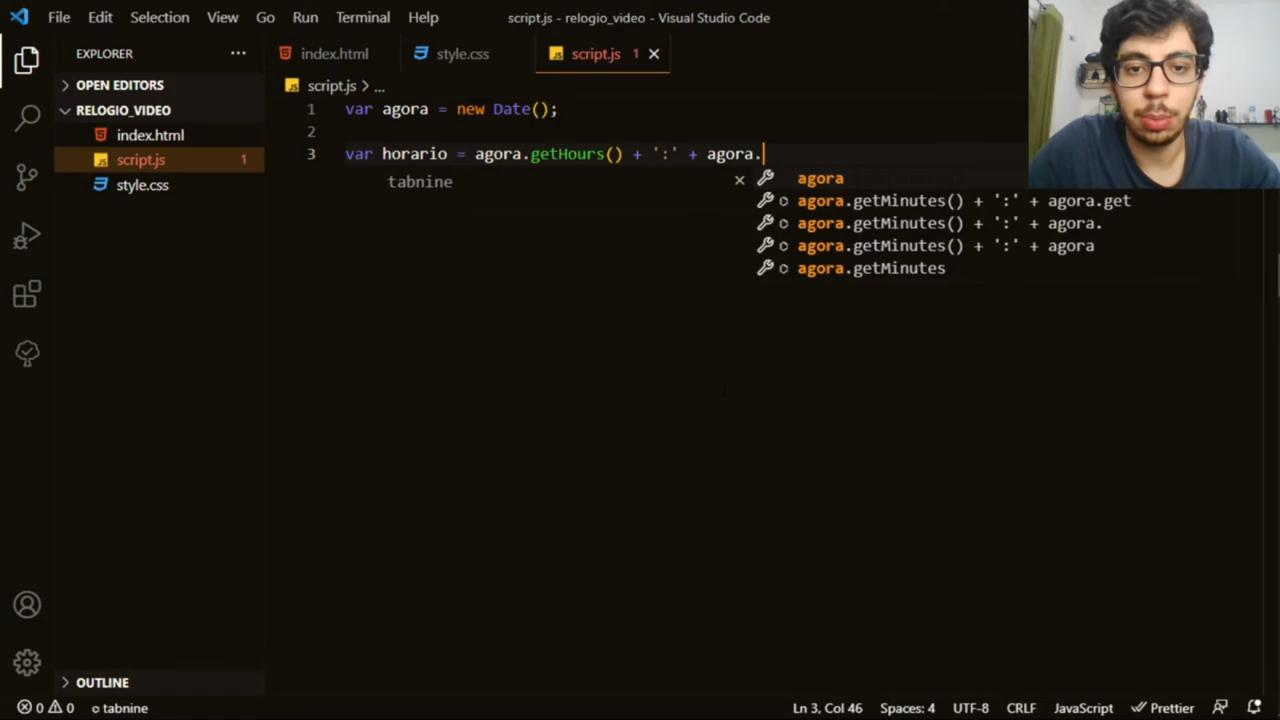 File Edit Selection View Go Run Terminal Help script.js - relogio_video - Visual Studio Code
EXPLORER ··· index.html style.css script.js 1
OPEN EDITORS
script.js > ...
RELOGIO_VIDEO
index.html
script.js 1
style.css
1 var agora = new Date();
2
3 var horario = agora.getHours() + ':' + agora.
tabnine
agora
agora.getMinutes() + ':' + agora.get
agora.getMinutes() + ':' + agora.
agora.getMinutes() + ':' + agora
agora.getMinutes
OUTLINE
0 0 tabnine Ln 3, Col 46 Spaces: 4 UTF-8 CRLF JavaScript Prettier